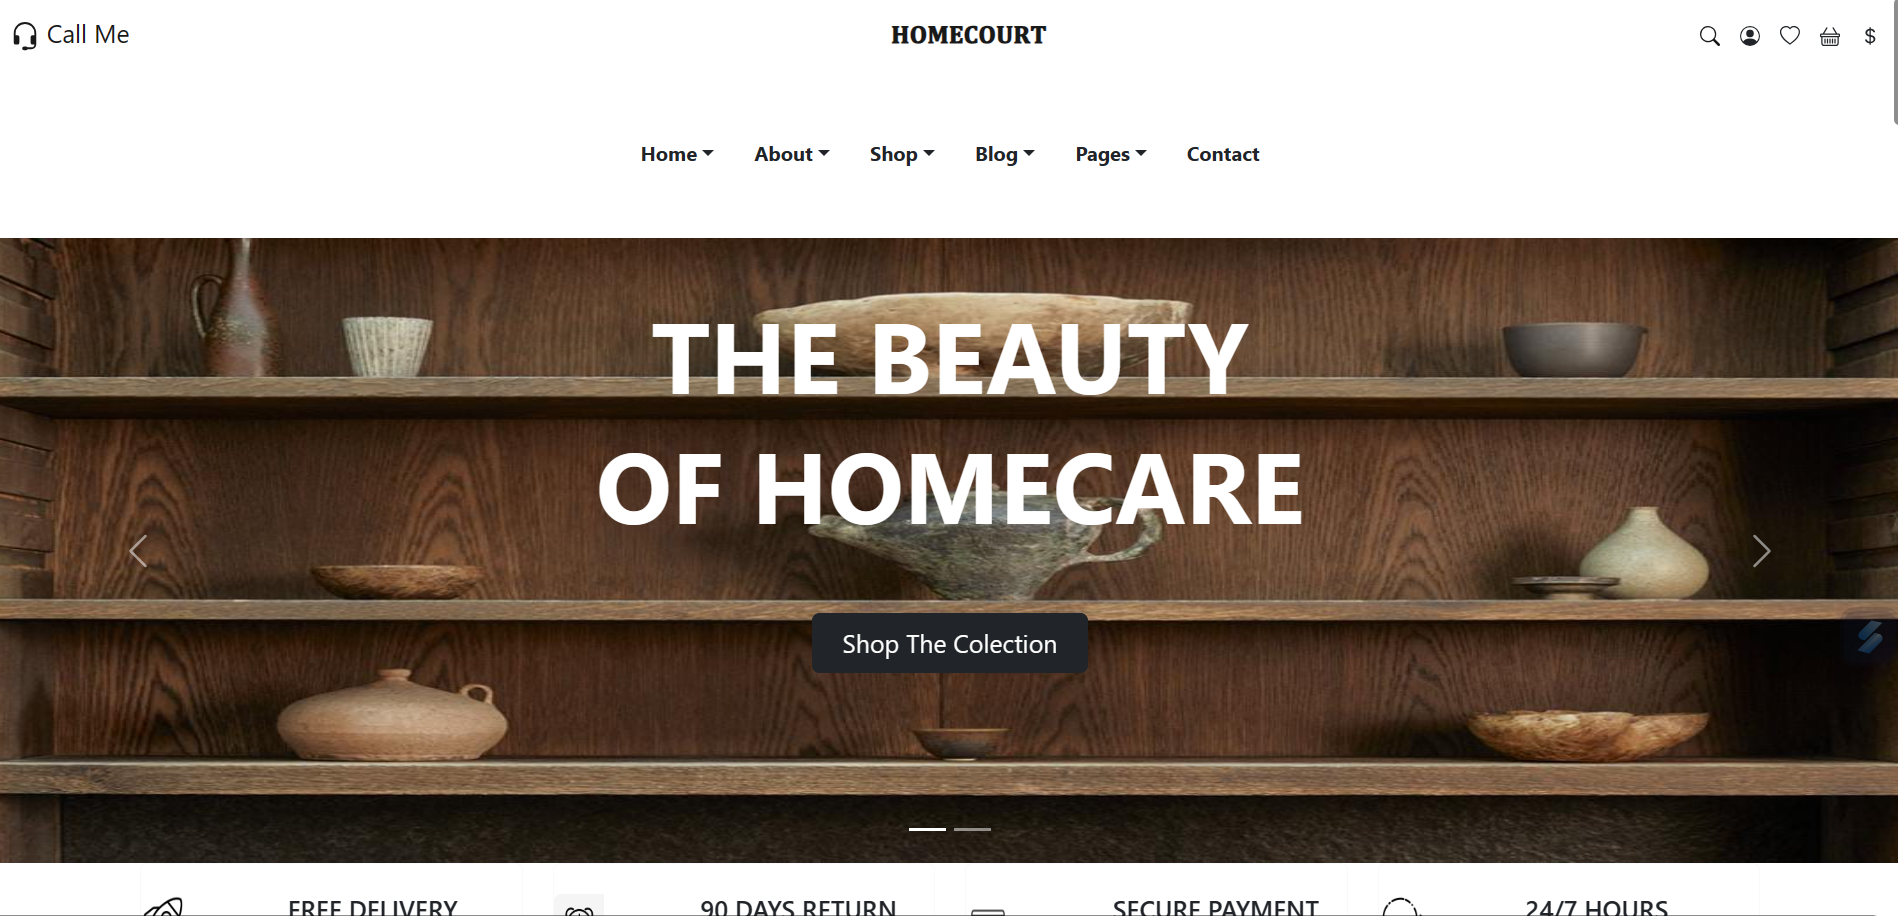 Call Me
HOMECOURT
$
Home
About
Shop
Blog
Pages
Contact
THE BEAUTY
OF HOMECARE
Shop The Colection
FREE DELIVERY
90 DAYS RETURN
SECURE PAYMENT
24/7 HOURS